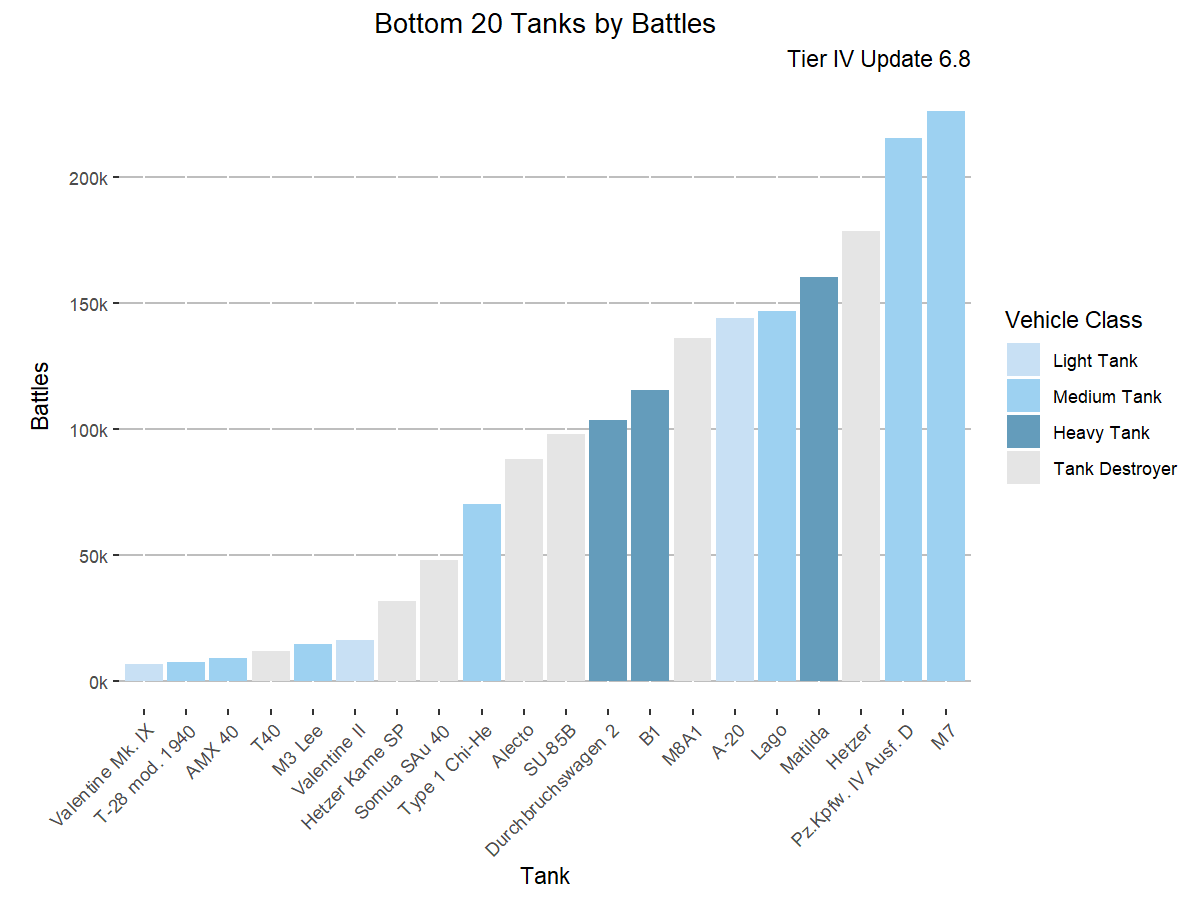 Bottom 20 Tanks by Battles
Tier IV Update 6.8
200k
150k
100k
50k
0k
Battles
Valentine Mk. IX
T-28 mod. 1940
AMX 40
T40
M3 Lee
Valentine II
Hetzer Kame SP
Somua SAu 40
Type 1 Chi-He
Alecto
SU-85B
Durchbruchswagen 2
B1
M8A1
A-20
Lago
Matilda
Hetzer
Pz.Kpfw. IV Ausf. D
M7
Tank
Vehicle Class
Light Tank
Medium Tank
Heavy Tank
Tank Destroyer